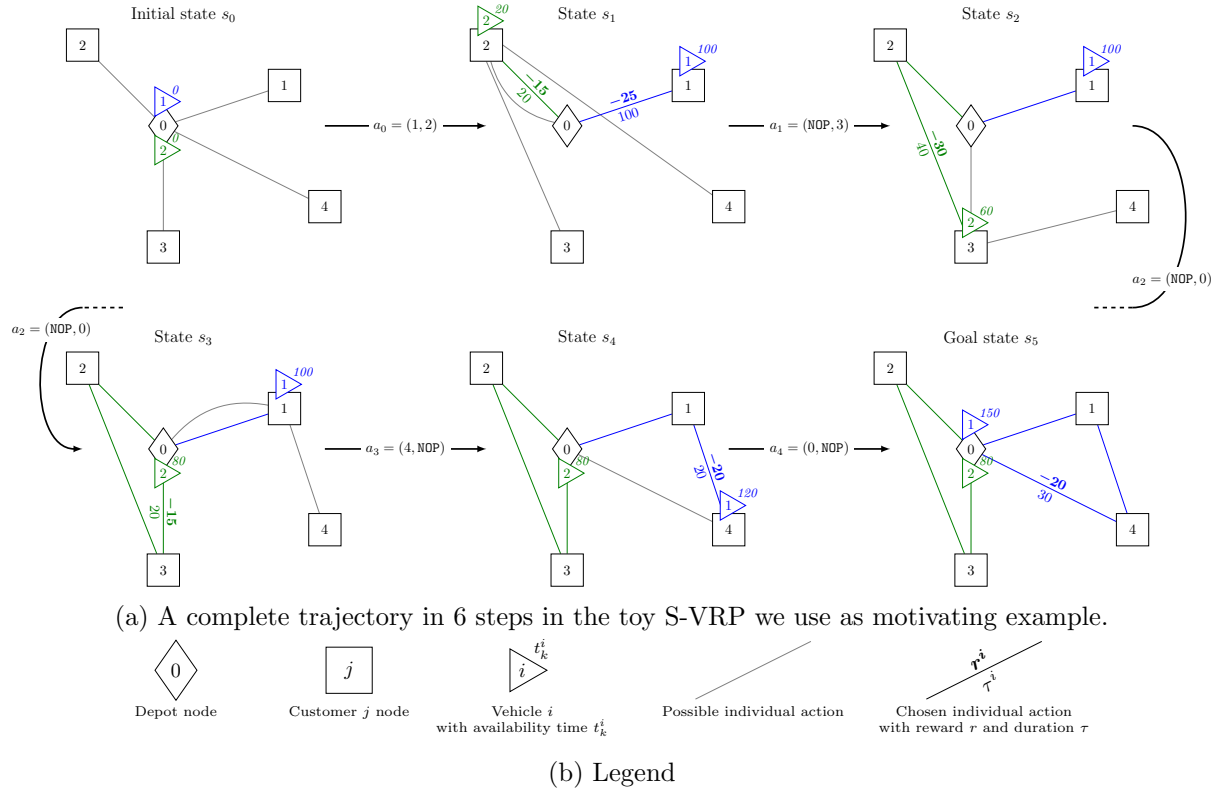 Initial state s₀
State s₁
State s₂
2
0
1
1
0
0
2
4
3
20
2
2
−15
20
0
−25
100
100
1
1
4
3
2
0
100
1
1
−30
40
60
2
3
4
a₀ = (1, 2)
a₁ = (NOP, 3)
a₂ = (NOP, 0)
a₂ = (NOP, 0)
State s₃
State s₄
Goal state s₅
2
100
1
1
0
80
2
−15
20
4
3
2
1
0
80
2
−20
20
120
1
4
3
2
1
150
1
0
80
2
−20
30
4
3
a₃ = (4, NOP)
a₄ = (0, NOP)
(a) A complete trajectory in 6 steps in the toy S-VRP we use as motivating example.
0
j
i
tᵢₖ
rⁱ
τⁱ
Depot node
Customer j node
Vehicle i
with availability time tⁱₖ
Possible individual action
Chosen individual action
with reward r and duration τ
(b) Legend